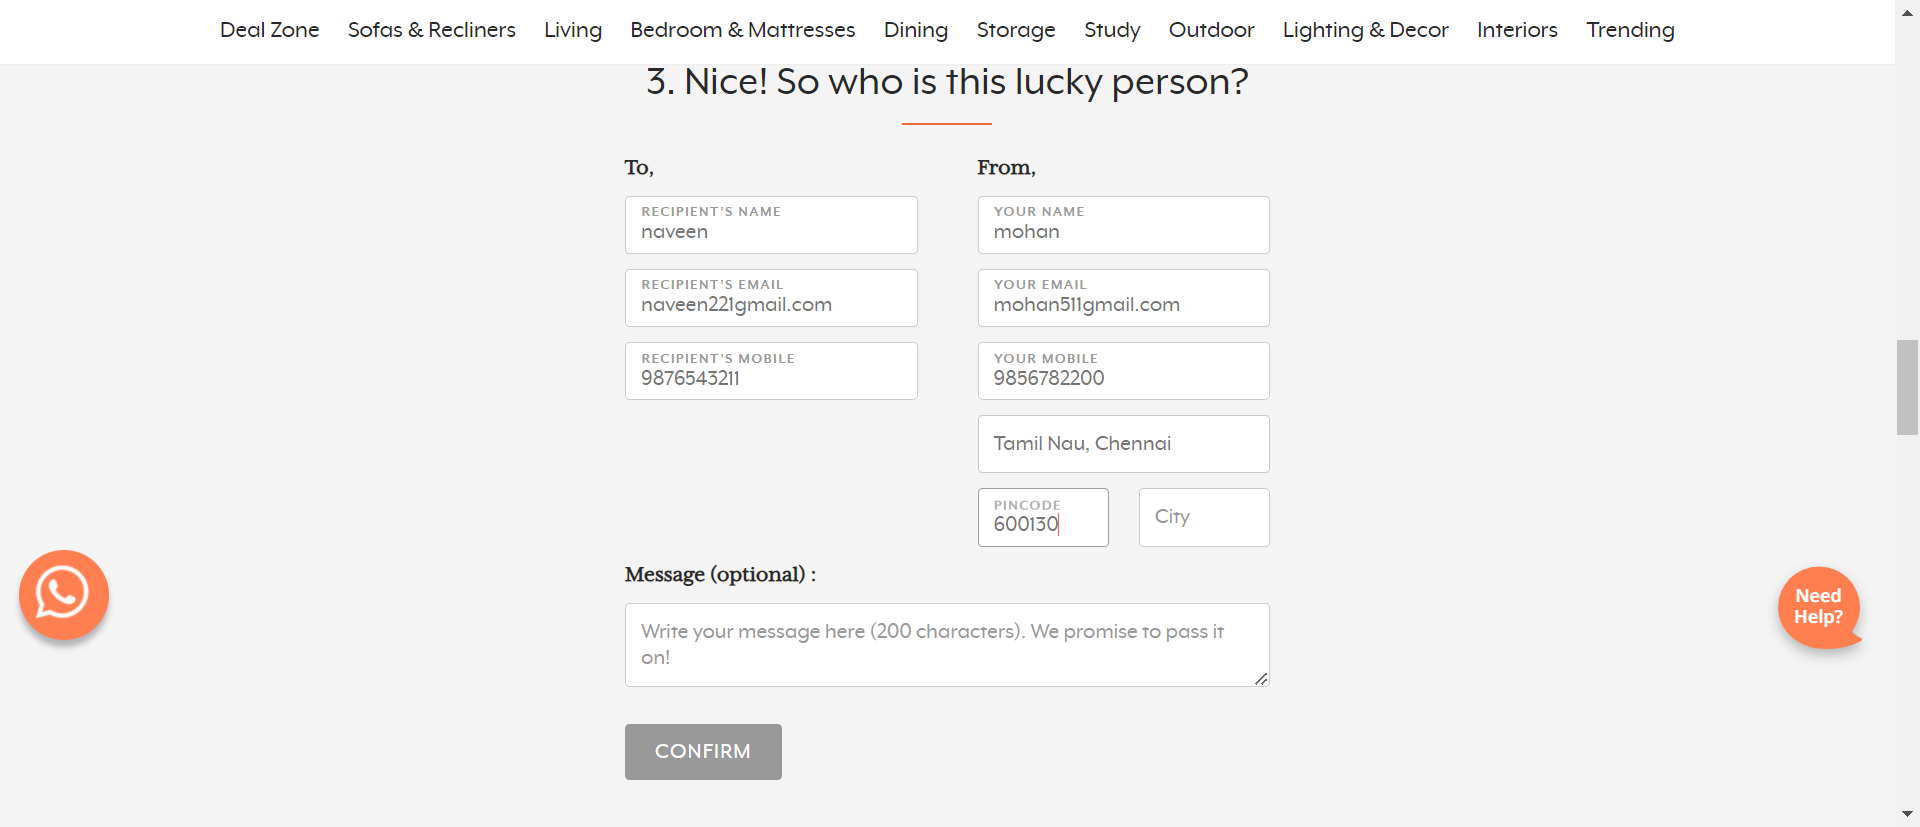 Deal Zone Sofas & Recliners Living Bedroom & Mattresses Dining Storage Study Outdoor Lighting & Decor Interiors Trending
3. Nice! So who is this lucky person?
To,
RECIPIENT'S NAME
naveen
RECIPIENT'S EMAIL
naveen221gmail.com
RECIPIENT'S MOBILE
9876543211
From,
YOUR NAME
mohan
YOUR EMAIL
mohan511gmail.com
YOUR MOBILE
9856782200
Tamil Nau, Chennai
PINCODE
600130
City
Message (optional) :
Write your message here (200 characters). We promise to pass it
on!
CONFIRM
Need
Help?